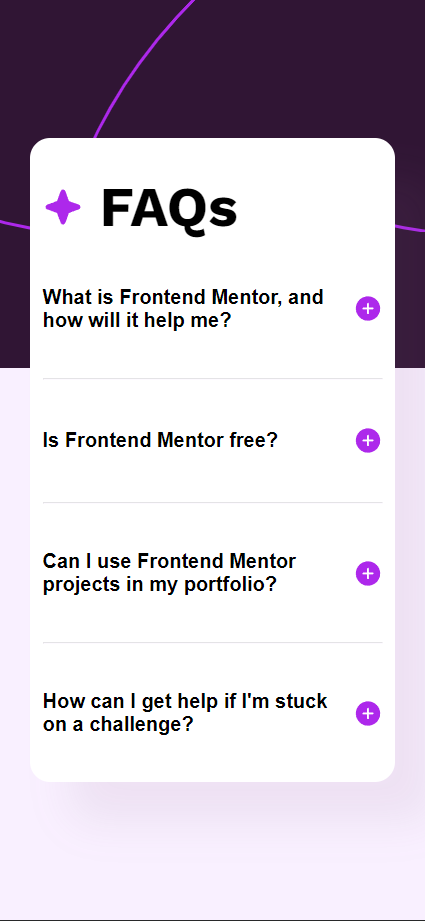 FAQs
What is Frontend Mentor, and
how will it help me?
Is Frontend Mentor free?
Can I use Frontend Mentor
projects in my portfolio?
How can I get help if I'm stuck
on a challenge?